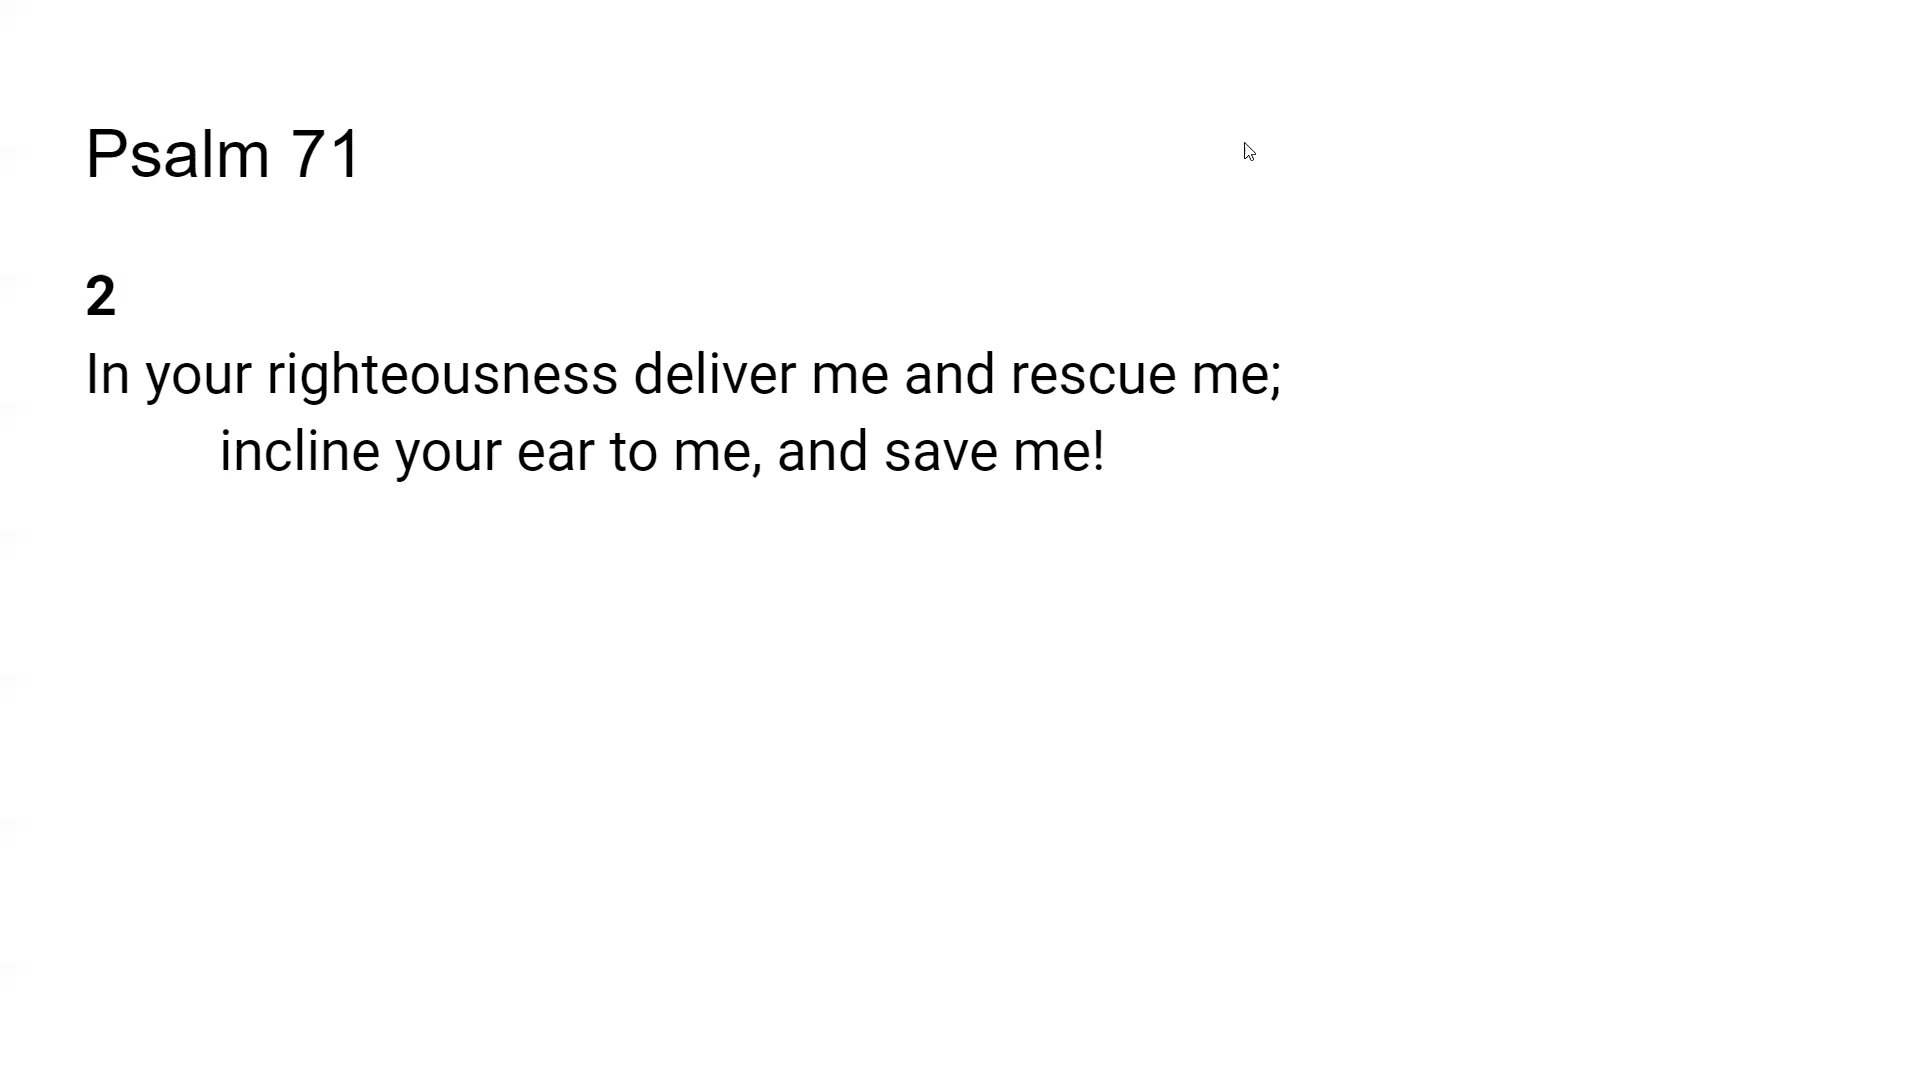 Psalm 71
2
In your righteousness deliver me and rescue me;
incline your ear to me, and save me!